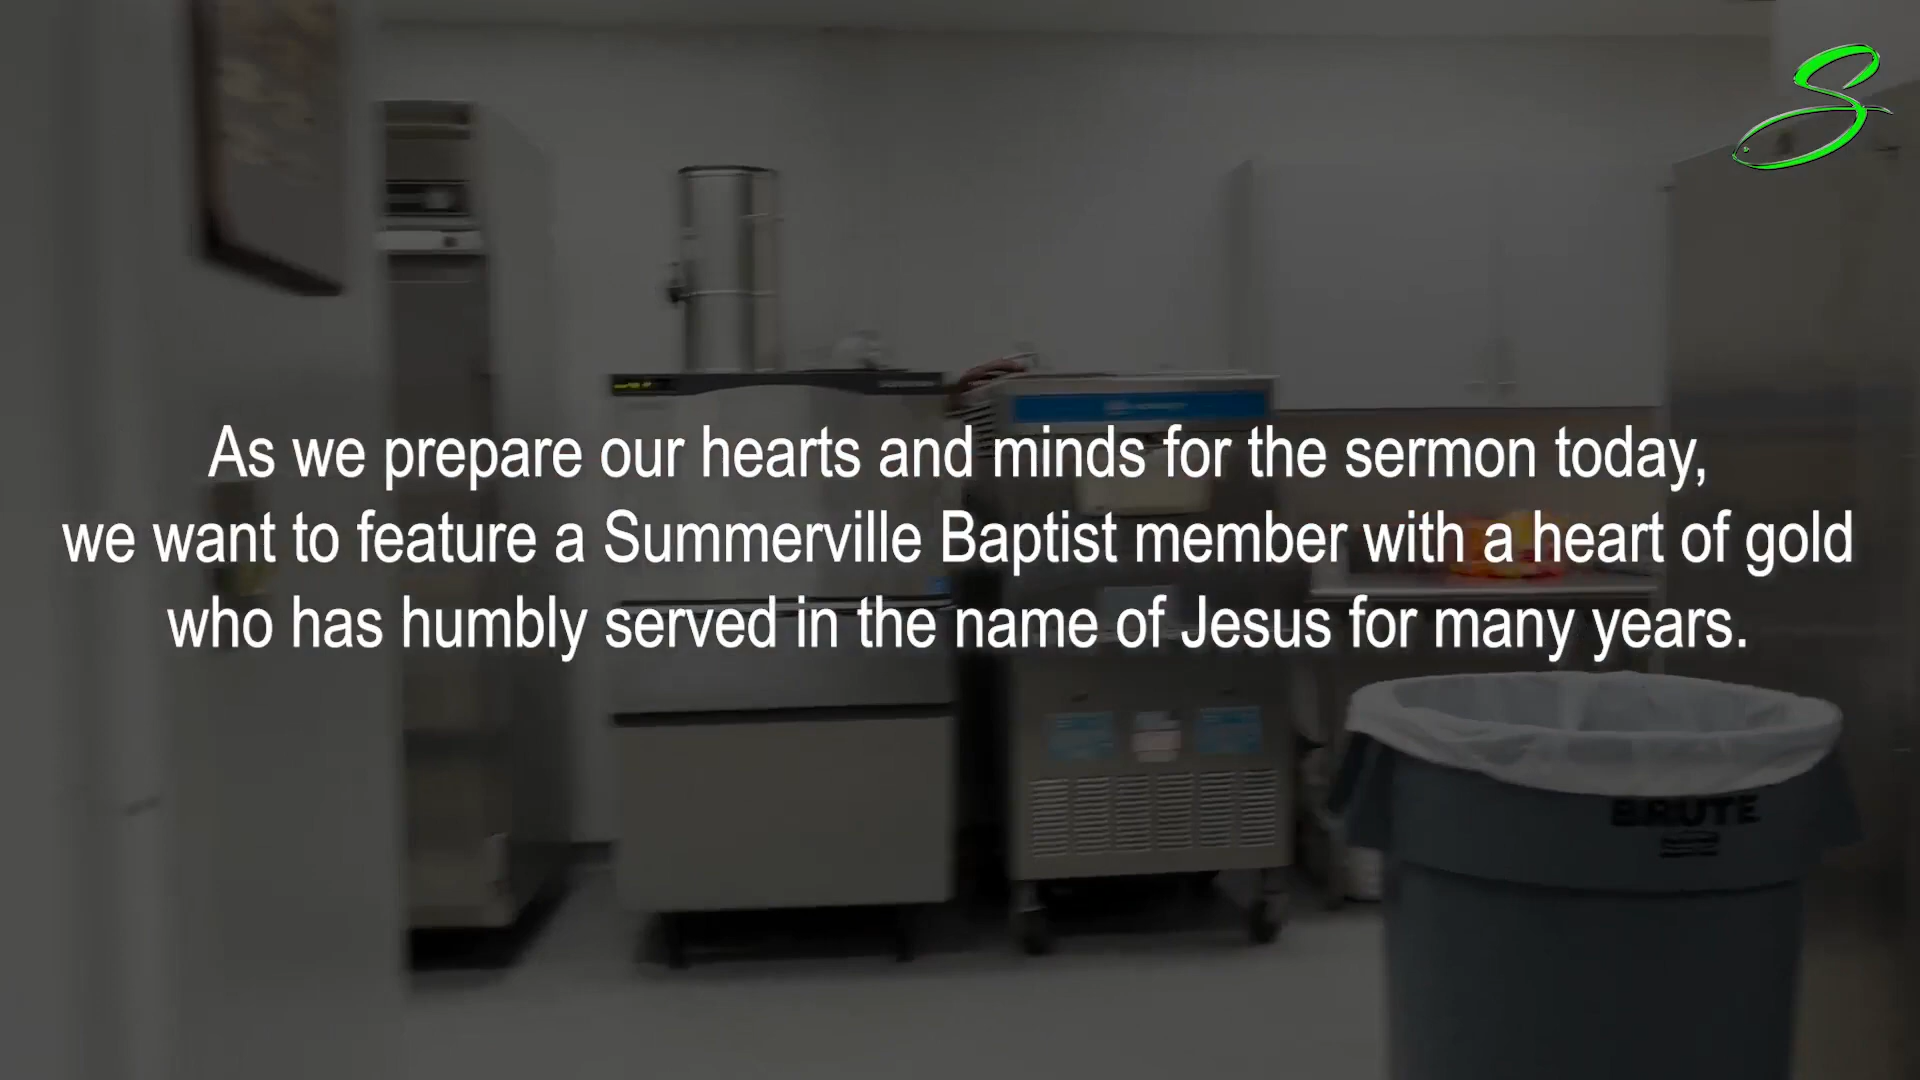 As we prepare our hearts and minds for the sermon today,
we want to feature a Summerville Baptist member with a heart of gold
who has humbly served in the name of Jesus for many years.
BRUTE